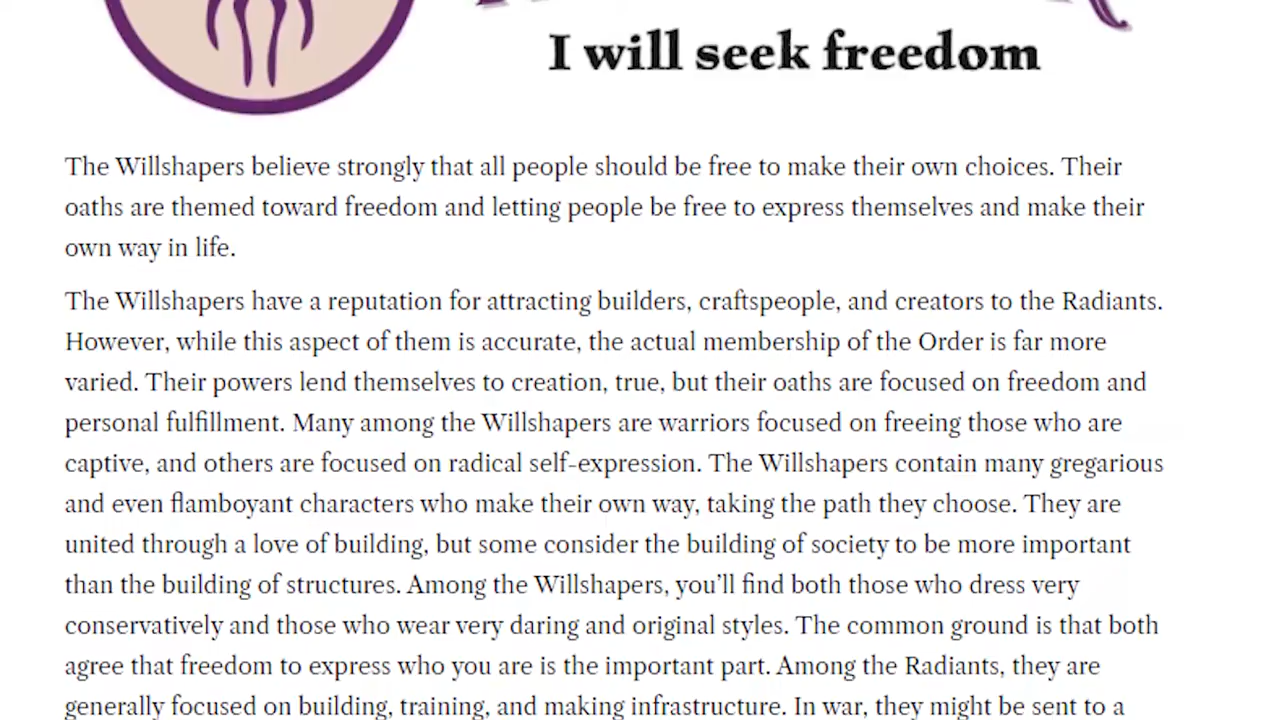 I will seek freedom
The Willshapers believe strongly that all people should be free to make their own choices. Their
oaths are themed toward freedom and letting people be free to express themselves and make their
own way in life.
The Willshapers have a reputation for attracting builders, craftspeople, and creators to the Radiants.
However, while this aspect of them is accurate, the actual membership of the Order is far more
varied. Their powers lend themselves to creation, true, but their oaths are focused on freedom and
personal fulfillment. Many among the Willshapers are warriors focused on freeing those who are
captive, and others are focused on radical self-expression. The Willshapers contain many gregarious
and even flamboyant characters who make their own way, taking the path they choose. They are
united through a love of building, but some consider the building of society to be more important
than the building of structures. Among the Willshapers, you’ll find both those who dress very
conservatively and those who wear very daring and original styles. The common ground is that both
agree that freedom to express who you are is the important part. Among the Radiants, they are
generally focused on building, training, and making infrastructure. In war, they might be sent to a